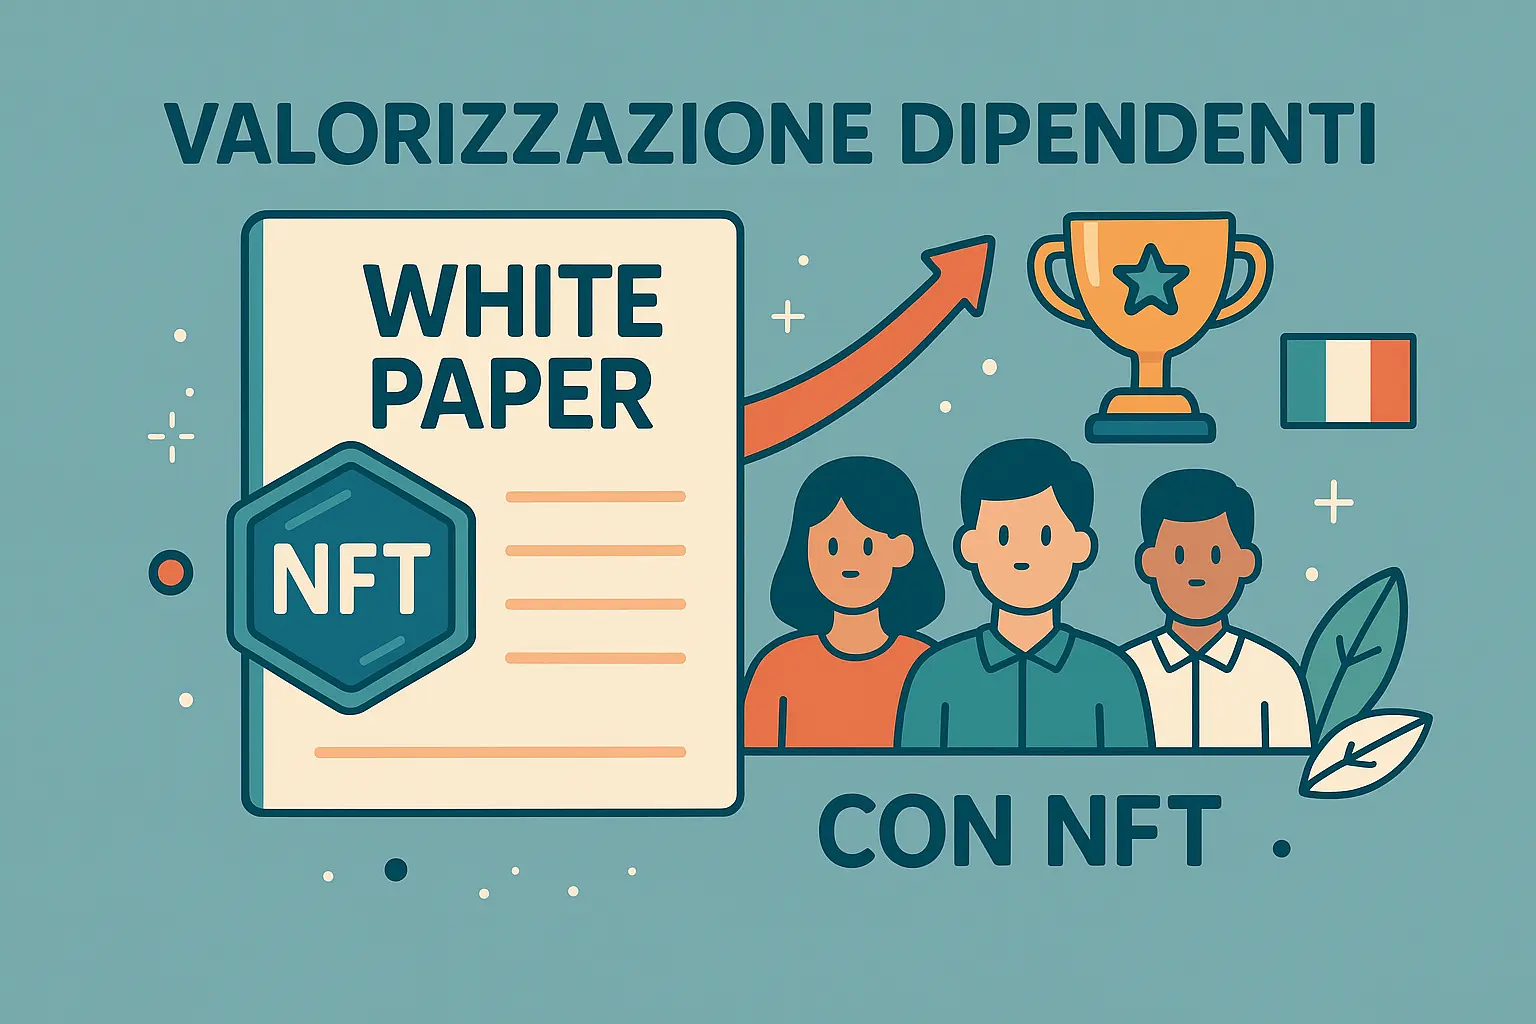 VALORIZZAZIONE DIPENDENTI
WHITE
PAPER
NFT
CON NFT